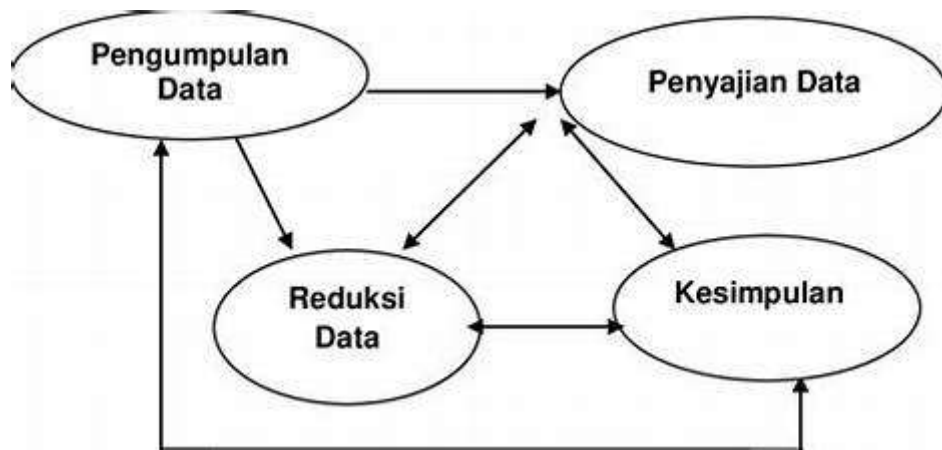 Pengumpulan
Data
Penyajian Data
Reduksi
Data
Kesimpulan